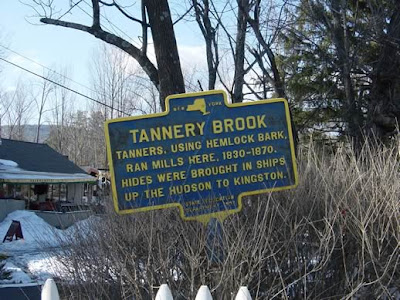 NEW YORK
TANNERY BROOK
TANNERS, USING HEMLOCK BARK,
RAN MILLS HERE, 1830-1870.
HIDES WERE BROUGHT IN SHIPS
UP THE HUDSON TO KINGSTON.